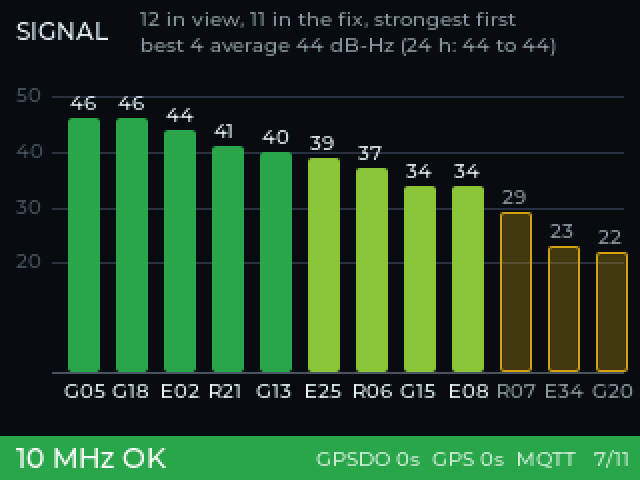 SIGNAL
12 in view, 11 in the fix, strongest first
best 4 average 44 dB-Hz (24 h: 44 to 44)
50
40
30
20
46 46 44 41 40 39 37 34 34 29 23 22
G05 G18 E02 R21 G13 E25 R06 G15 E08 R07 E34 G20
10 MHz OK
GPSDO 0s GPS 0s MQTT 7/11